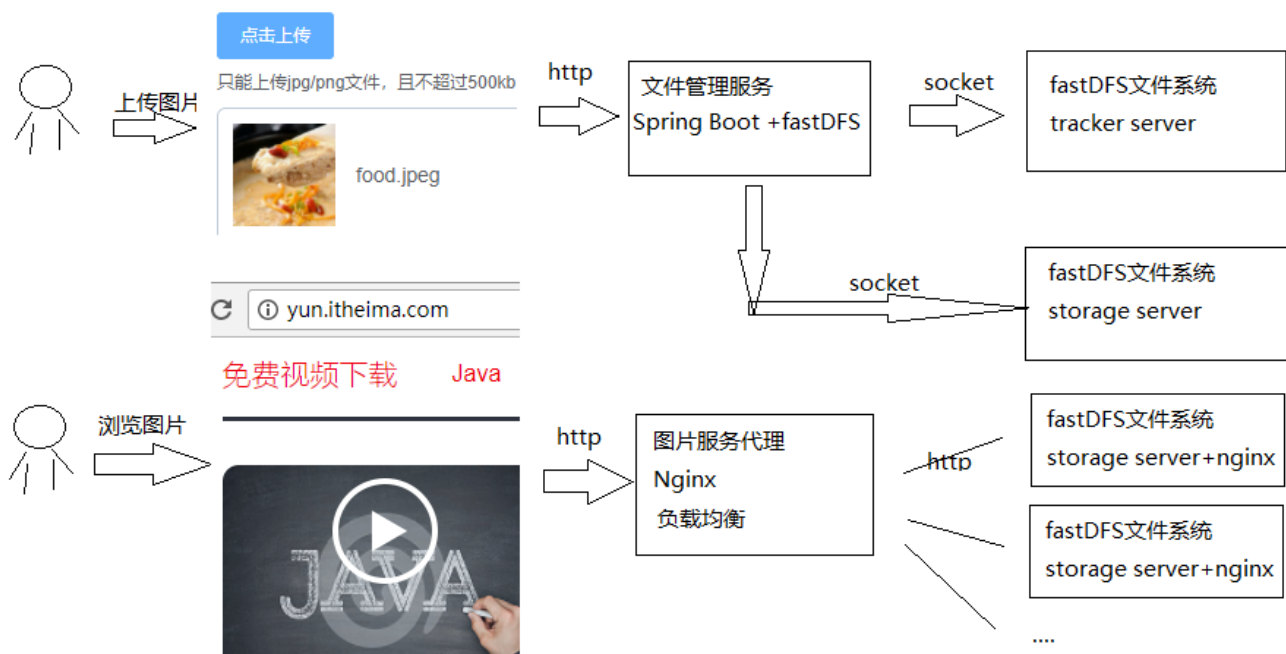 点击上传
只能上传jpg/png文件，且不超过500kb
上传图片
food.jpeg
http
文件管理服务
Spring Boot +fastDFS
socket
fastDFS文件系统
tracker server
socket
fastDFS文件系统
storage server
yun.itheima.com
免费视频下载 Java
浏览图片
JAVA
http
图片服务代理
Nginx
负载均衡
http
fastDFS文件系统
storage server+nginx
fastDFS文件系统
storage server+nginx
....